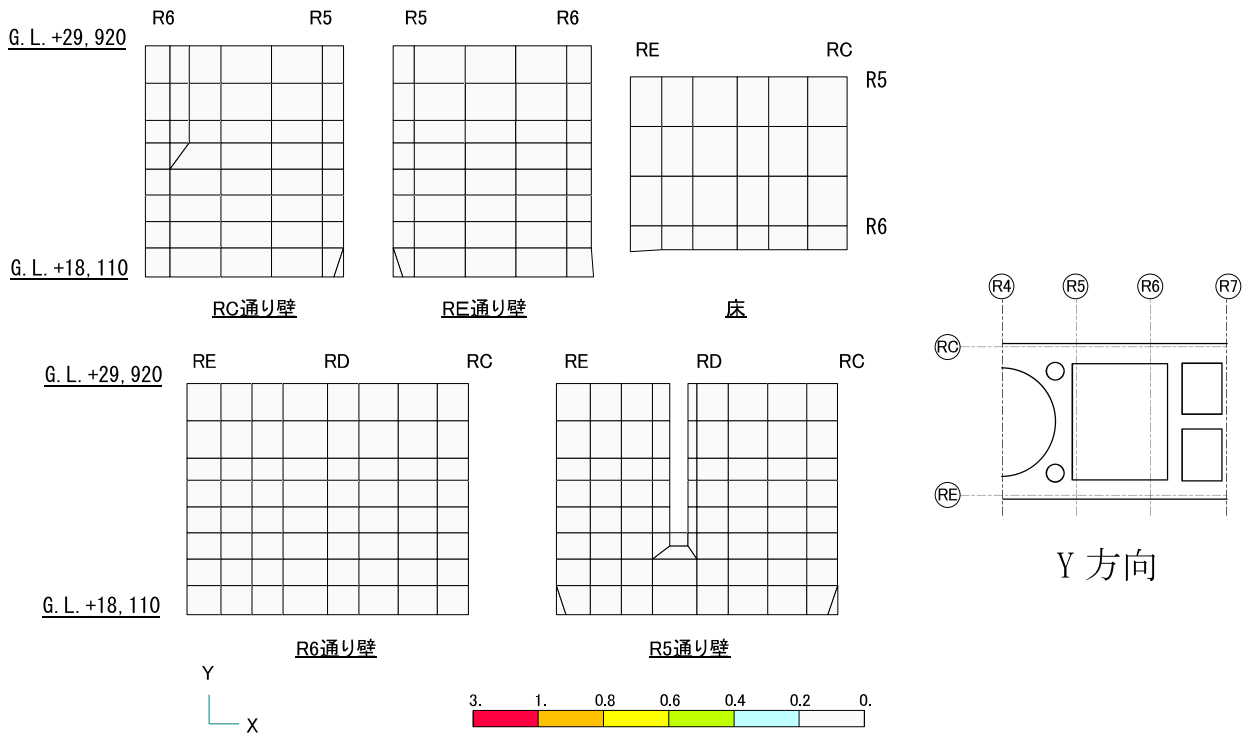 R6 R5
G.L.+29,920
G.L.+18,110
RC通り壁
R5 R6
RE通り壁
RE RC
R5
R6
床
RE RD RC
G.L.+29,920
G.L.+18,110
R6通り壁
RE RD RC
R5通り壁
R4 R5 R6 R7
RC
RE
Y 方向
Y
X
3. 1. 0.8 0.6 0.4 0.2 0.